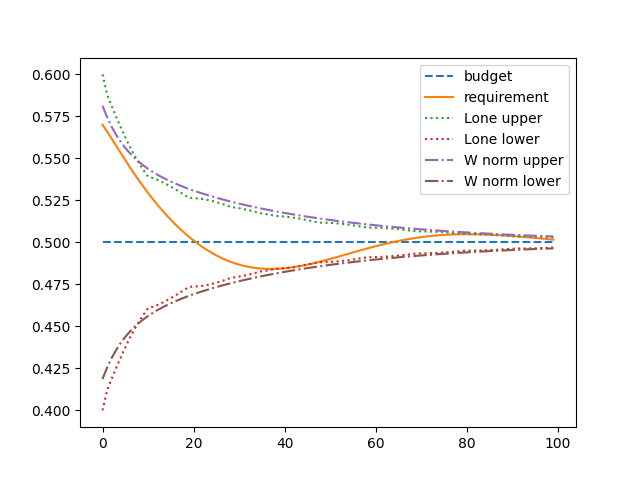 0.600
0.575
0.550
0.525
0.500
0.475
0.450
0.425
0.400
0
20
40
60
80
100
budget
requirement
Lone upper
Lone lower
W norm upper
W norm lower